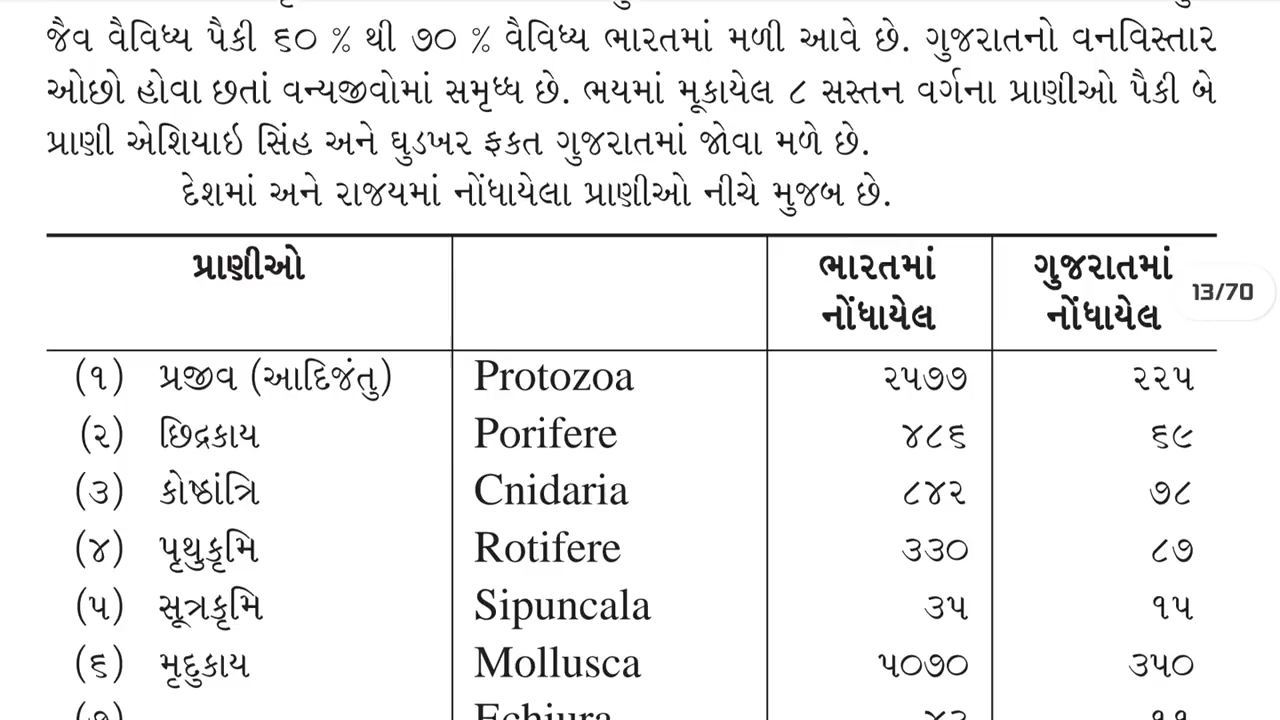 જૈવ વૈવિધ્ય પૈકી ૬૦ % થી ૭૦ % વૈવિધ્ય ભારતમાં મળી આવે છે. ગુજરાતનો વનવિસ્તાર
ઓછો હોવા છતાં વન્યજીવોમાં સમૃધ્ધ છે. ભયમાં મૂકાયેલ ૮ સસ્તન વર્ગના પ્રાણીઓ પૈકી બે
પ્રાણી એશિયાઇ સિંહ અને ઘુડખર ફકત ગુજરાતમાં જોવા મળે છે.
દેશમાં અને રાજયમાં નોંધાયેલા પ્રાણીઓ નીચે મુજબ છે.
પ્રાણીઓ ભારતમાં ગુજરાતમાં
નોંધાયેલ નોંધાયેલ
13/70
(૧) પ્રજીવ (આદિજંતુ) Protozoa ૨૫૭૭ ૨૨૫
(૨) છિદ્રકાય Porifere ૪૮૬ ૬૯
(૩) કોષ્ઠાંત્રિ Cnidaria ૮૪૨ ૭૮
(૪) પૃથુકૃમિ Rotifere ૩૩૦ ૮૭
(૫) સૂત્રકૃમિ Sipuncala ૩૫ ૧૫
(૬) મૃદુકાય Mollusca ૫૦૭૦ ૩૫૦
Echiura